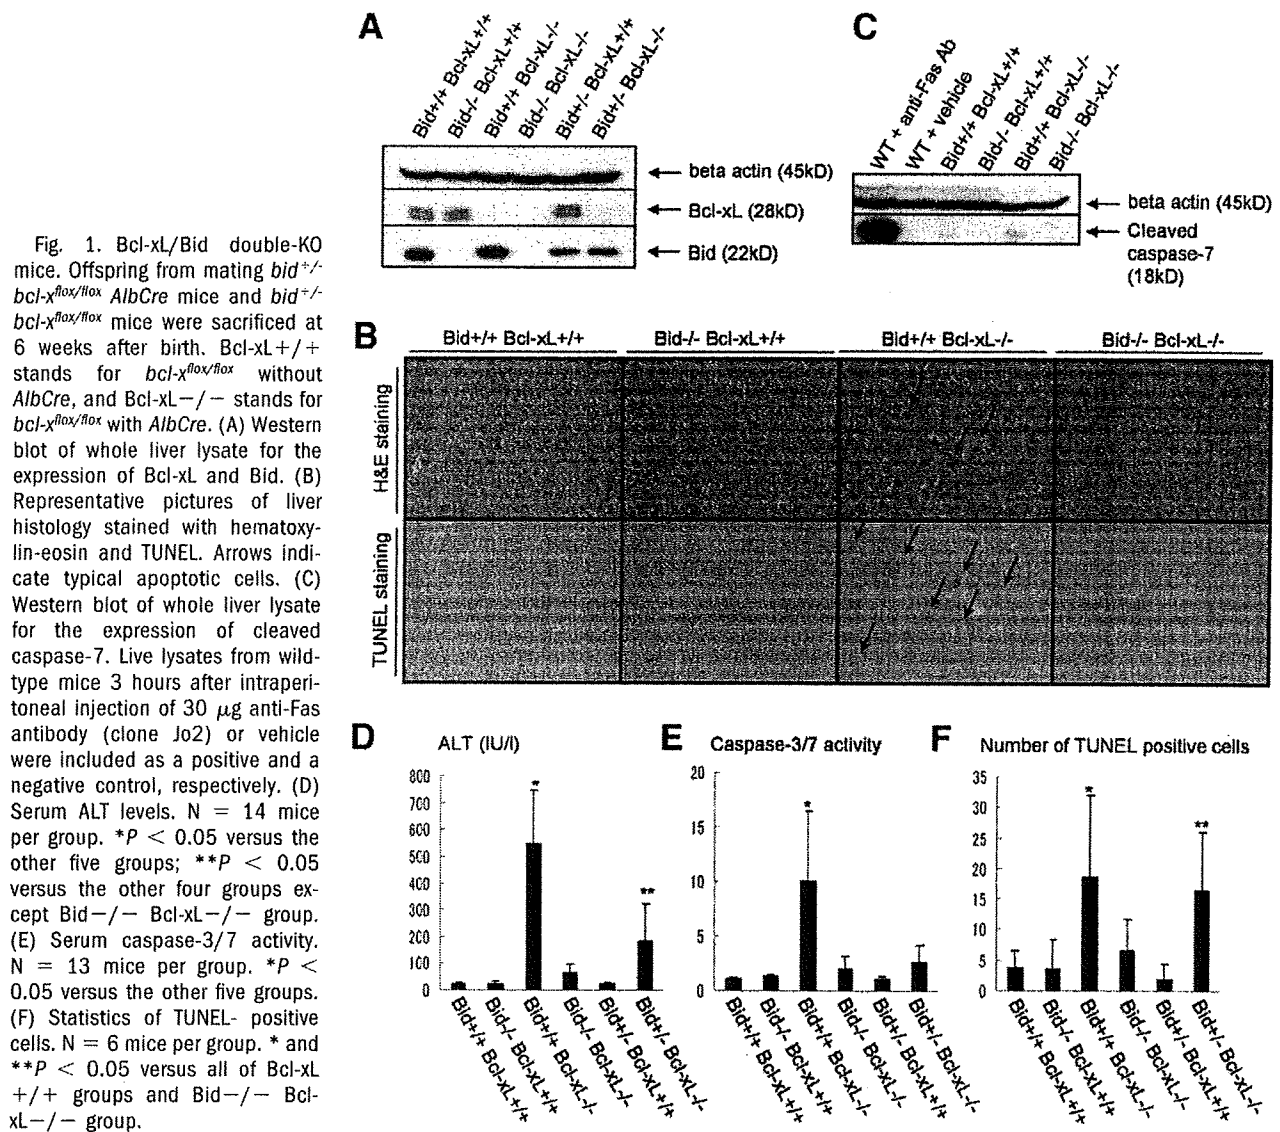 A
Bid+/+ Bcl-xL+/+
Bid-/- Bcl-xL+/+
Bid+/+ Bcl-xL-/-
Bid-/- Bcl-xL-/-
Bid+/- Bcl-xL+/+
Bid+/- Bcl-xL-/-
beta actin (45kD)
Bcl-xL (28kD)
Bid (22kD)
C
WT + anti-Fas Ab
WT + vehicle
Bid+/+ Bcl-xL+/+
Bid-/- Bcl-xL+/+
Bid+/+ Bcl-xL-/-
Bid-/- Bcl-xL-/-
beta actin (45kD)
Cleaved
caspase-7
(18kD)
Fig. 1. Bcl-xL/Bid double-KO
mice. Offspring from mating bid+/-
bcl-xflox/flox AlbCre mice and bid+/-
bcl-xflox/flox mice were sacrificed at
6 weeks after birth. Bcl-xL+/+
stands for bcl-xflox/flox without
AlbCre, and Bcl-xL−/− stands for
bcl-xflox/flox with AlbCre. (A) Western
blot of whole liver lysate for the
expression of Bcl-xL and Bid. (B)
Representative pictures of liver
histology stained with hematoxy-
lin-eosin and TUNEL. Arrows indi-
cate typical apoptotic cells. (C)
Western blot of whole liver lysate
for the expression of cleaved
caspase-7. Live lysates from wild-
type mice 3 hours after intraperi-
toneal injection of 30 μg anti-Fas
antibody (clone Jo2) or vehicle
were included as a positive and a
negative control, respectively. (D)
Serum ALT levels. N = 14 mice
per group. *P < 0.05 versus the
other five groups; **P < 0.05
versus the other four groups ex-
cept Bid−/− Bcl-xL−/− group.
(E) Serum caspase-3/7 activity.
N = 13 mice per group. *P <
0.05 versus the other five groups.
(F) Statistics of TUNEL- positive
cells. N = 6 mice per group. * and
**P < 0.05 versus all of Bcl-xL
+/+ groups and Bid−/− Bcl-
xL−/− group.
B
Bid+/+ Bcl-xL+/+
Bid-/- Bcl-xL+/+
Bid+/+ Bcl-xL-/-
Bid-/- Bcl-xL-/-
H&E staining
TUNEL staining
D
ALT (IU/l)
800
700
600
500
400
300
200
100
0
*
**
Bid+/+ Bcl-xL+/+
Bid-/- Bcl-xL+/+
Bid+/+ Bcl-xL-/-
Bid-/- Bcl-xL-/-
Bid+/- Bcl-xL+/+
Bid+/- Bcl-xL-/-
E
Caspase-3/7 activity
20
15
10
5
0
*
Bid+/+ Bcl-xL+/+
Bid-/- Bcl-xL+/+
Bid+/+ Bcl-xL-/-
Bid-/- Bcl-xL-/-
Bid+/- Bcl-xL+/+
Bid+/- Bcl-xL-/-
F
Number of TUNEL positive cells
35
30
25
20
15
10
5
0
*
**
Bid+/+ Bcl-xL+/+
Bid-/- Bcl-xL+/+
Bid+/+ Bcl-xL-/-
Bid-/- Bcl-xL-/-
Bid+/- Bcl-xL+/+
Bid+/- Bcl-xL-/-